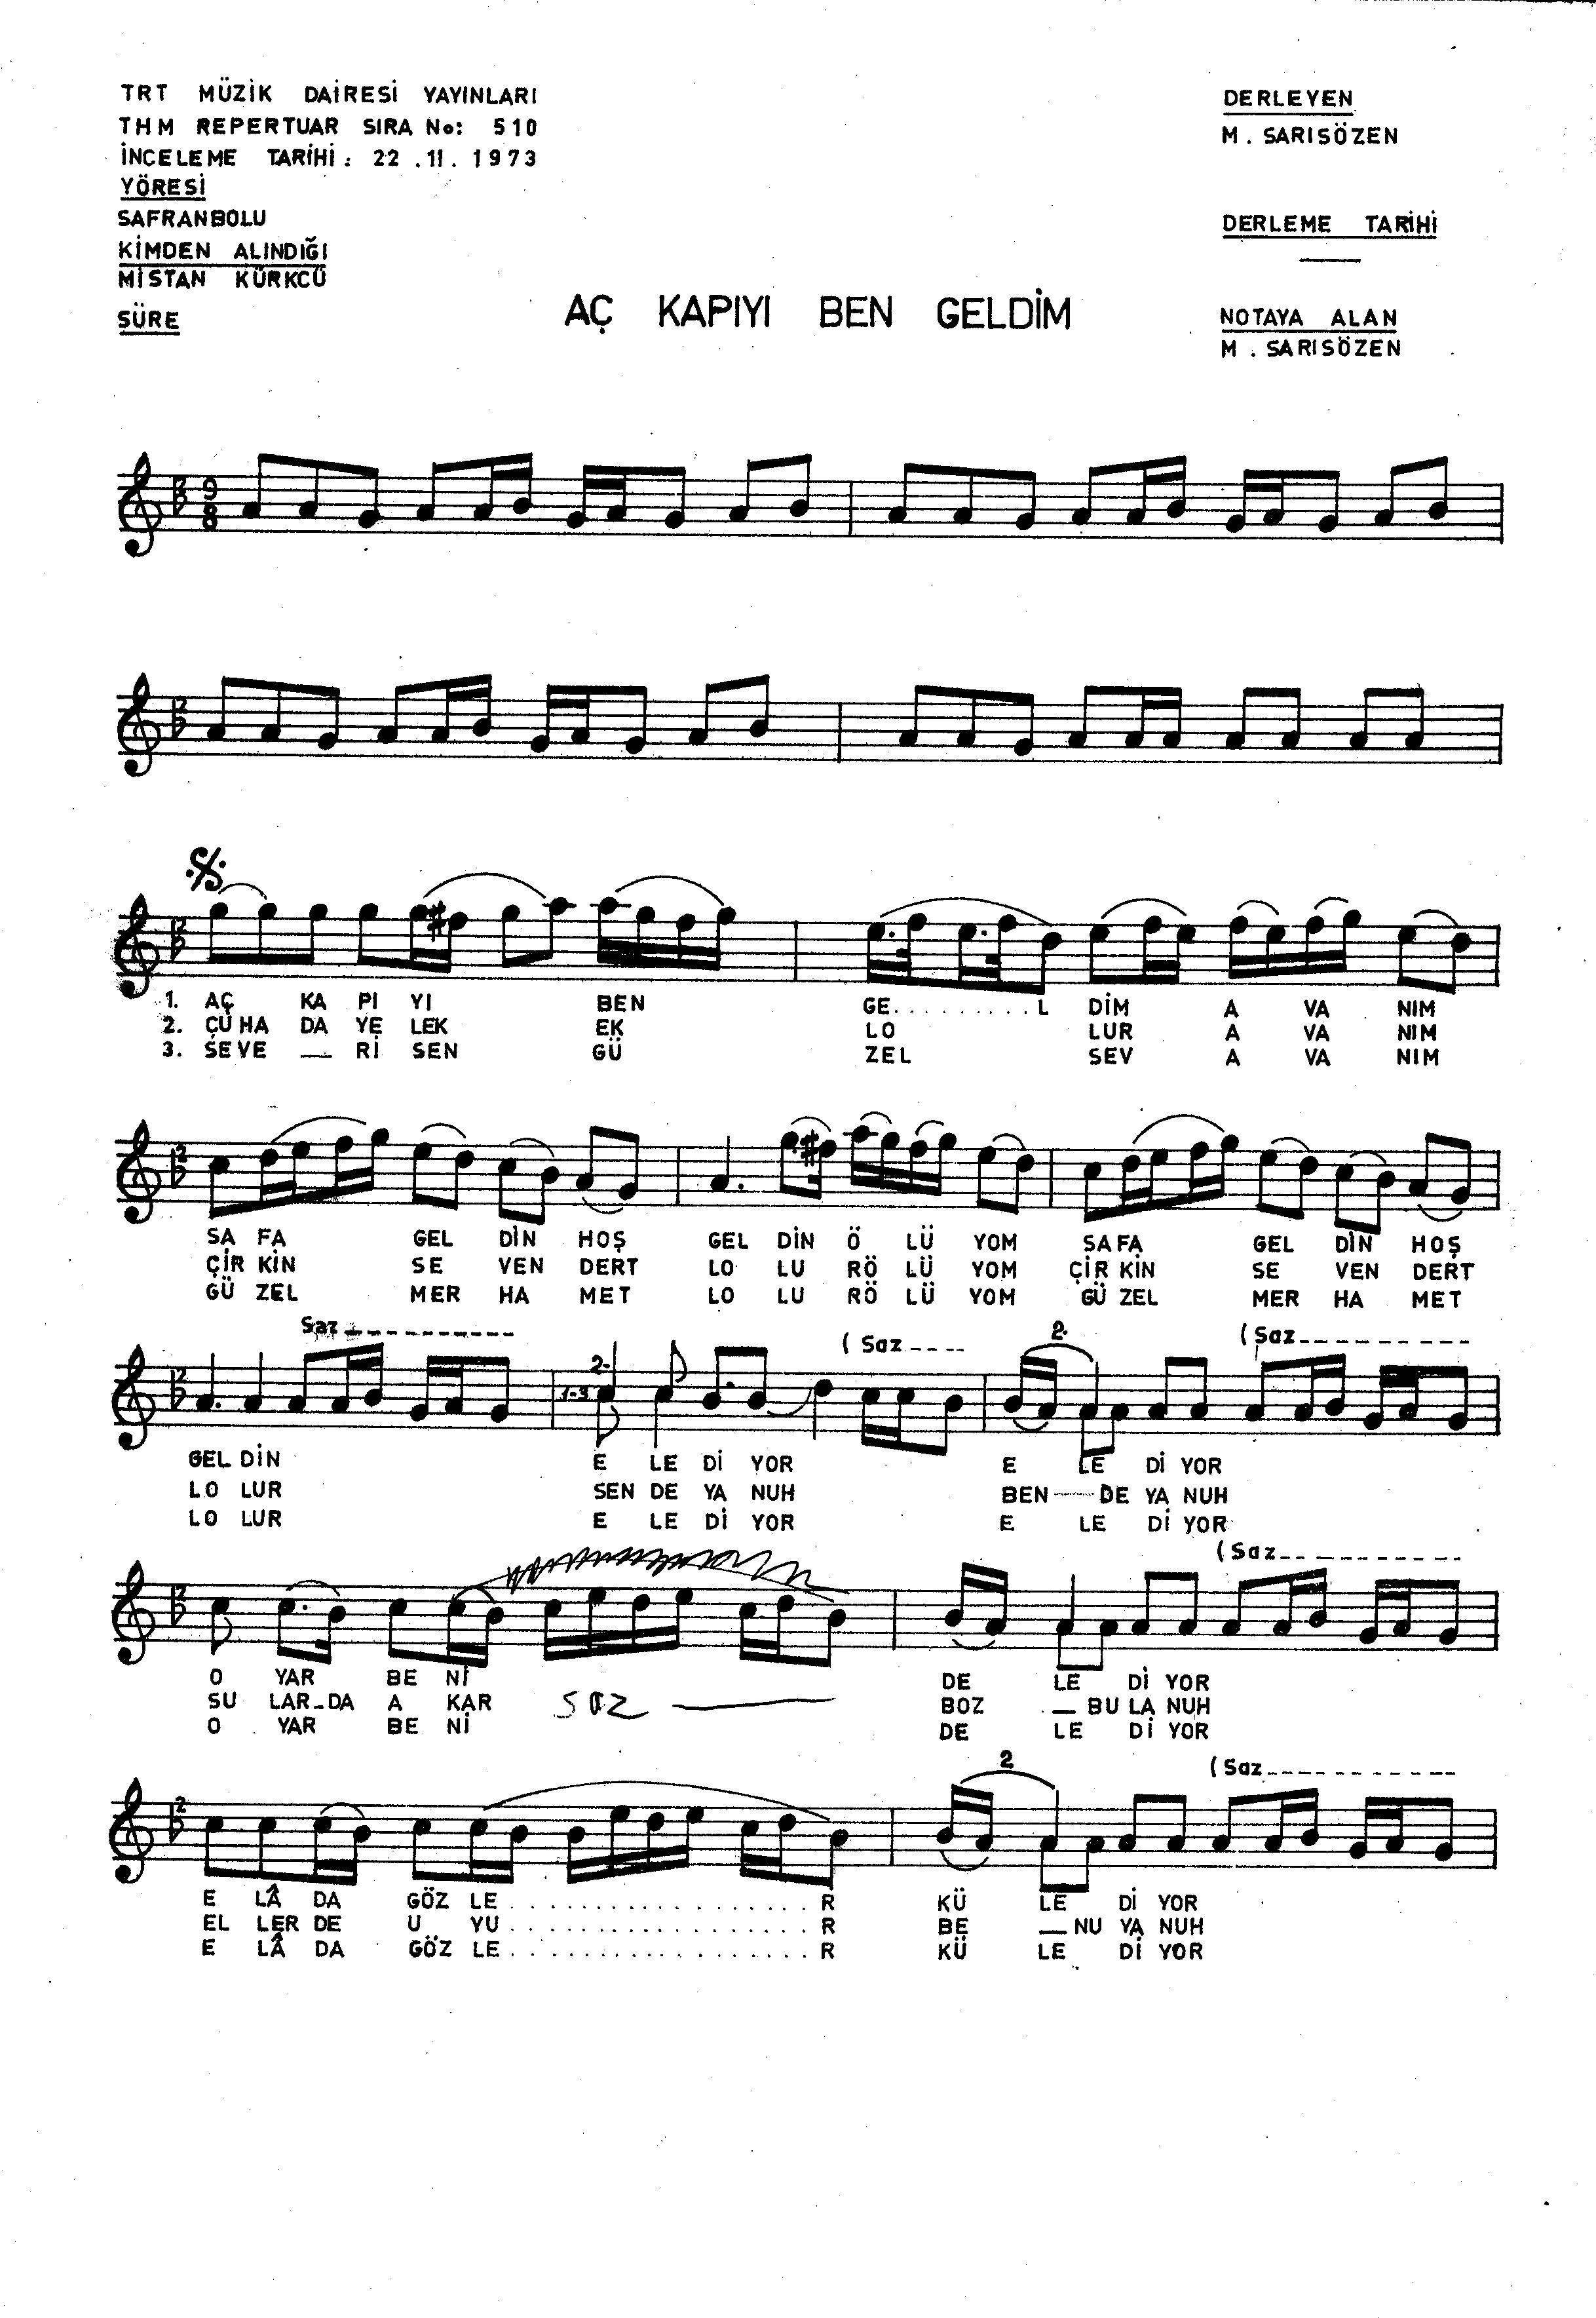 TRT MÜZİK DAİRESİ YAYINLARI
THM REPERTUAR SIRA No: 510
İNCELEME TARİHİ : 22 . 11 . 1973
YÖRESİ
SAFRANBOLU
KİMDEN ALINDIĞI
MİSTAN KÜRKCÜ
SÜRE
DERLEYEN
M . SARISÖZEN
DERLEME TARİHİ
NOTAYA ALAN
M . SARISÖZEN
AÇ KAPIYI BEN GELDİM
9
8
1. AÇ KA PI YI BEN GE.........L DİM A VA NIM
2. ÇU HA DA YE LEK EK LO LUR A VA NIM
3. SEVE — Rİ SEN GÜ ZEL SEV A VA NIM
SA FA GEL DİN HOŞ GEL DİN Ö LÜ YOM SA FA GEL DİN HOŞ
ÇİR KİN SE VEN DERT LO LU RÖ LÜ YOM ÇİR KİN SE VEN DERT
GÜ ZEL MER HA MET LO LU RÖ LÜ YOM GÜ ZEL MER HA MET
Saz ---------- ( Saz ---- 2. ( Saz --------
2-
1-3
GEL DİN E LE Dİ YOR E LE Dİ YOR
LO LUR SEN DE YA NUH BEN — DE YA NUH
LO LUR E LE Dİ YOR E LE Dİ YOR
( Saz ---------
O YAR BE Nİ DE LE Dİ YOR
SU LAR-DA A KAR saz —— BOZ — BU LA NUH
O YAR BE Nİ DE LE Dİ YOR
2 ( Saz ---------
E LÂ DA GÖZ LE ................. R KÜ LE Dİ YOR
EL LER DE U YU ................. R BE — NU YA NUH
E LÂ DA GÖZ LE ................. R KÜ LE Dİ YOR